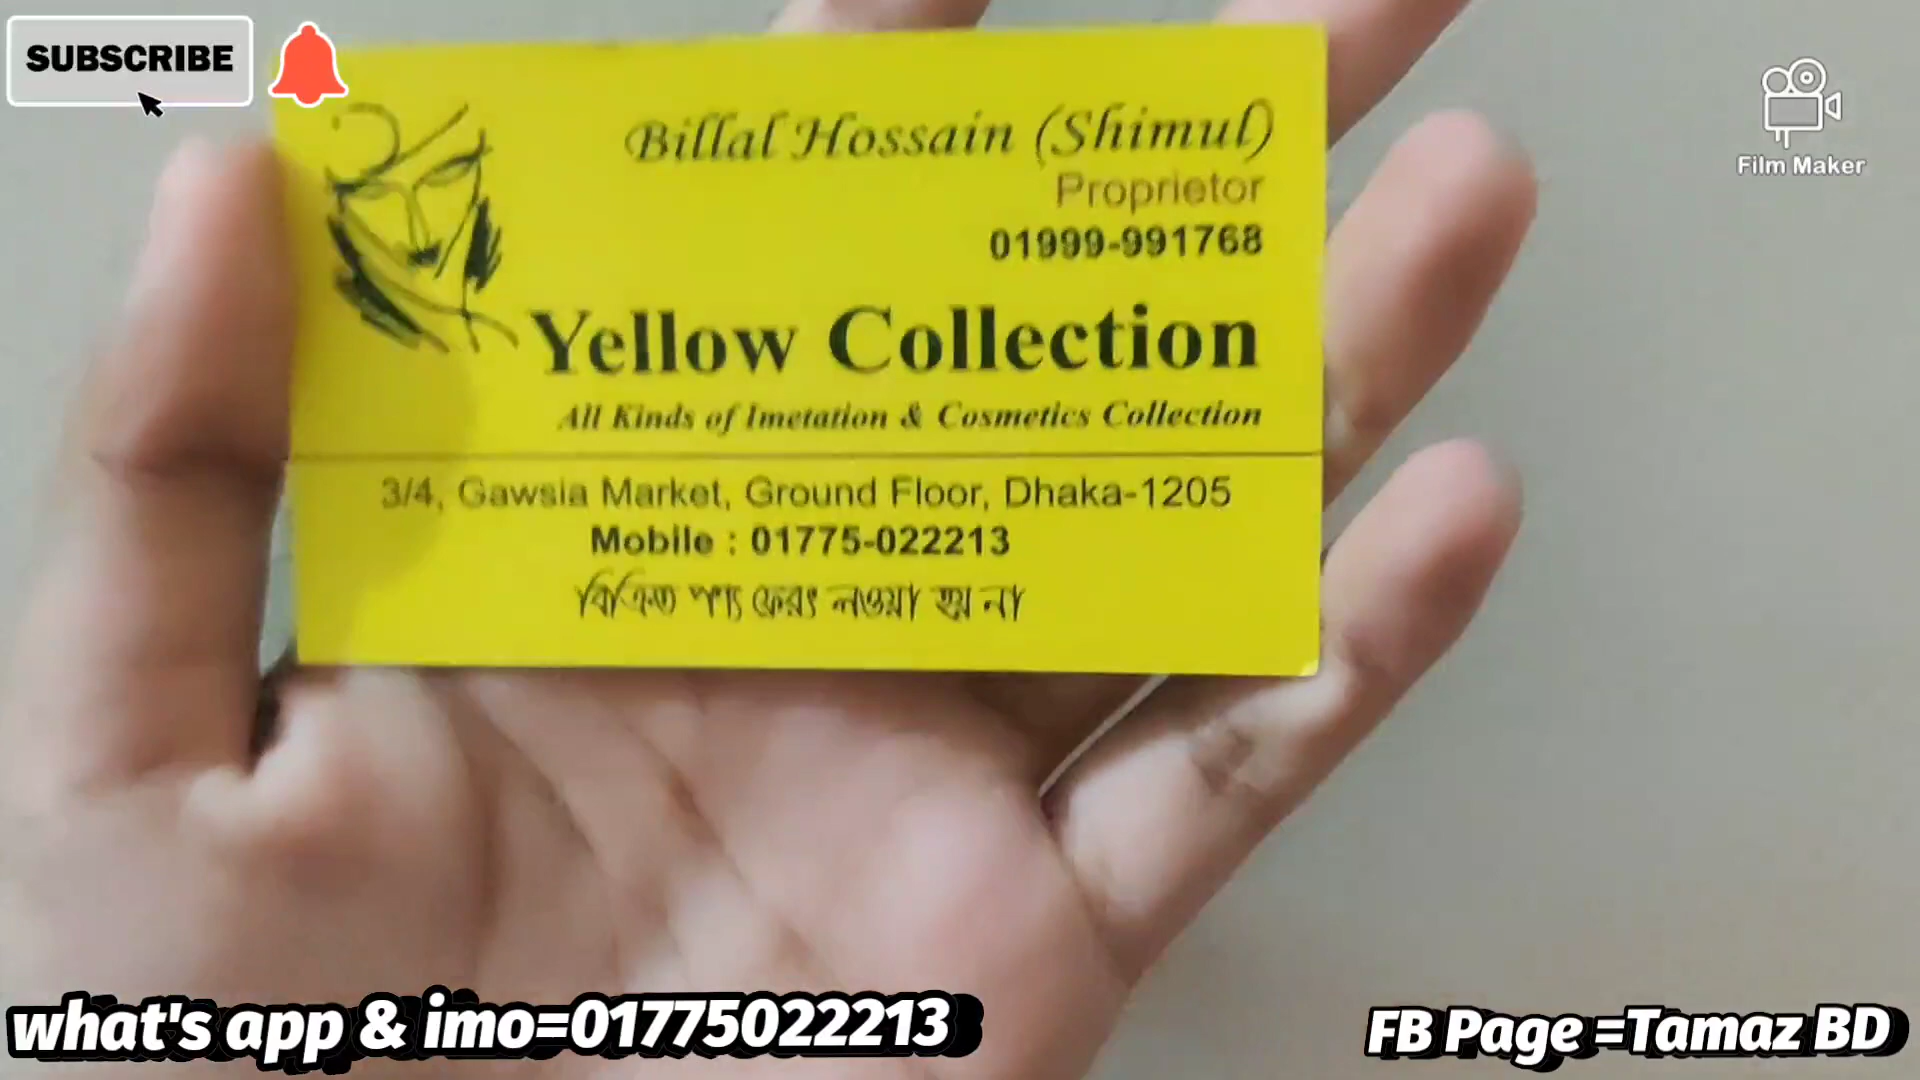 SUBSCRIBE
Film Maker
Billal Hossain (Shimul)
Proprietor
01999-991768
Yellow Collection
All Kinds of Imetation & Cosmetics Collection
3/4, Gawsia Market, Ground Floor, Dhaka-1205
Mobile : 01775-022213
বিক্রিত পণ্য ফেরৎ নেওয়া হয় না
what's app & imo=01775022213
FB Page =Tamaz BD